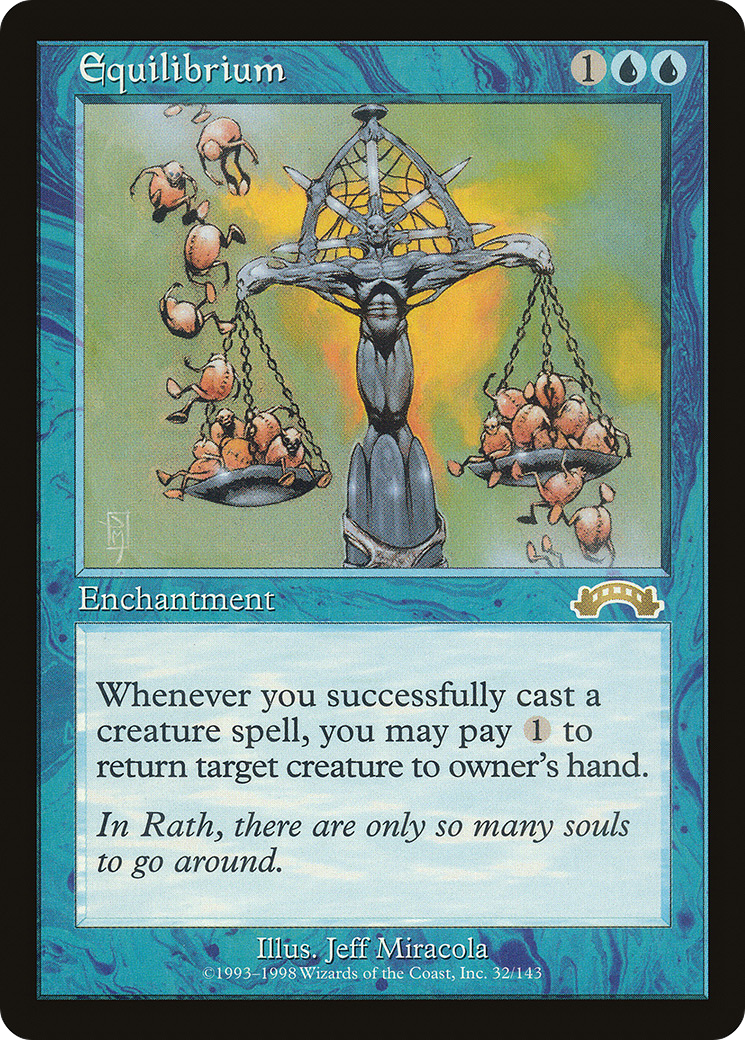 Equilibrium 1
Enchantment
Whenever you successfully cast a
creature spell, you may pay 1 to
return target creature to owner's hand.
In Rath, there are only so many souls
to go around.
Illus. Jeff Miracola
©1993–1998 Wizards of the Coast, Inc. 32/143